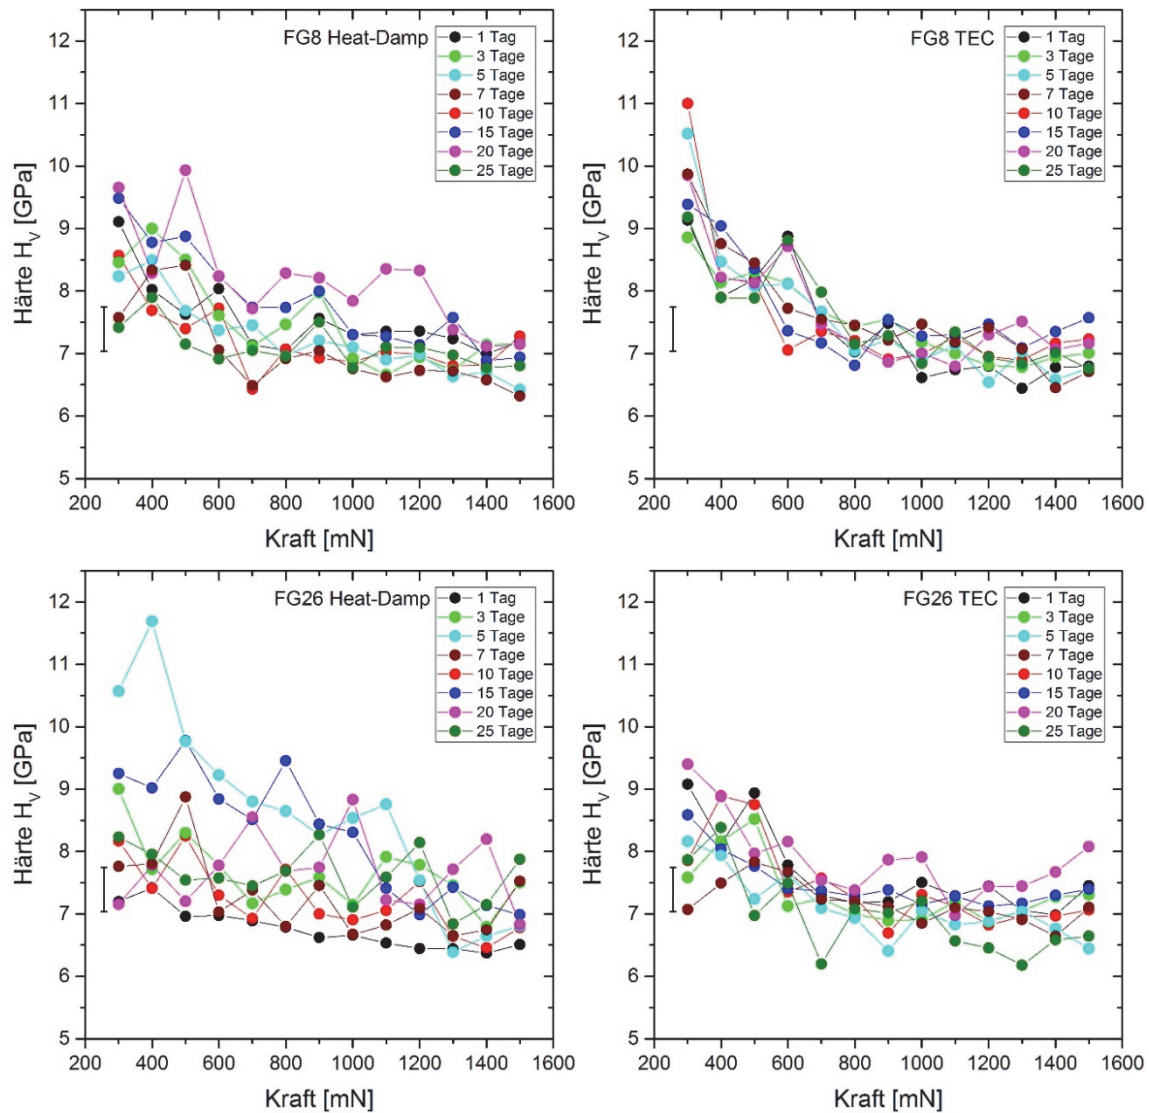 FG8 Heat-Damp
1 Tag
3 Tage
5 Tage
7 Tage
10 Tage
15 Tage
20 Tage
25 Tage
12
11
10
9
8
7
6
5
Härte H_V [GPa]
200 400 600 800 1000 1200 1400 1600
Kraft [mN]
FG8 TEC
1 Tag
3 Tage
5 Tage
7 Tage
10 Tage
15 Tage
20 Tage
25 Tage
12
11
10
9
8
7
6
5
Härte H_V [GPa]
200 400 600 800 1000 1200 1400 1600
Kraft [mN]
FG26 Heat-Damp
1 Tag
3 Tage
5 Tage
7 Tage
10 Tage
15 Tage
20 Tage
25 Tage
12
11
10
9
8
7
6
5
Härte H_V [GPa]
200 400 600 800 1000 1200 1400 1600
Kraft [mN]
FG26 TEC
1 Tag
3 Tage
5 Tage
7 Tage
10 Tage
15 Tage
20 Tage
25 Tage
12
11
10
9
8
7
6
5
Härte H_V [GPa]
200 400 600 800 1000 1200 1400 1600
Kraft [mN]